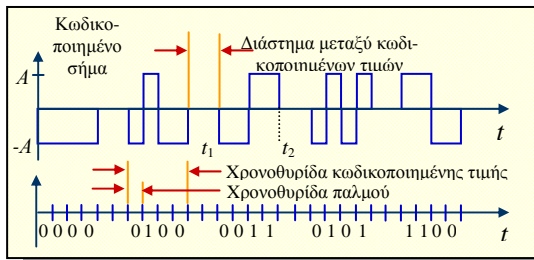 Κωδικο-
ποιημένο
σήμα
Διάστημα μεταξύ κωδι-
κοποιημένων τιμών
A
-A
t
t1
t2
Χρονοθυρίδα κωδικοποιημένης τιμής
Χρονοθυρίδα παλμού
0 0 0 0 0 1 0 0 0 0 1 1 0 1 0 1 1 1 0 0
t